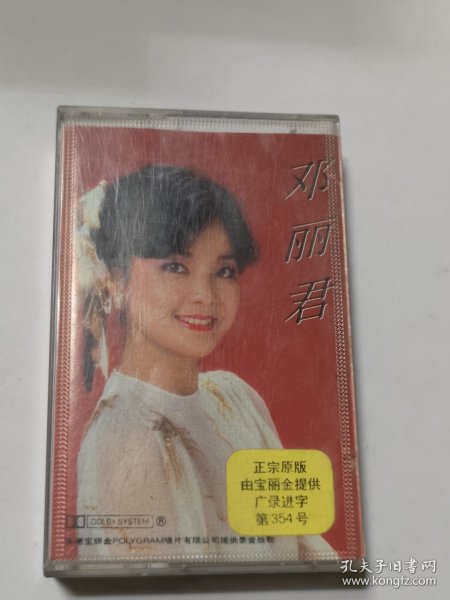 邓丽君
正宗原版
由宝丽金提供
广录进字
第354号
DOLBY SYSTEM ®
香港宝丽金POLYGRAM唱片有限公司提供录音版权
孔夫子旧书网
book.kongfz.com